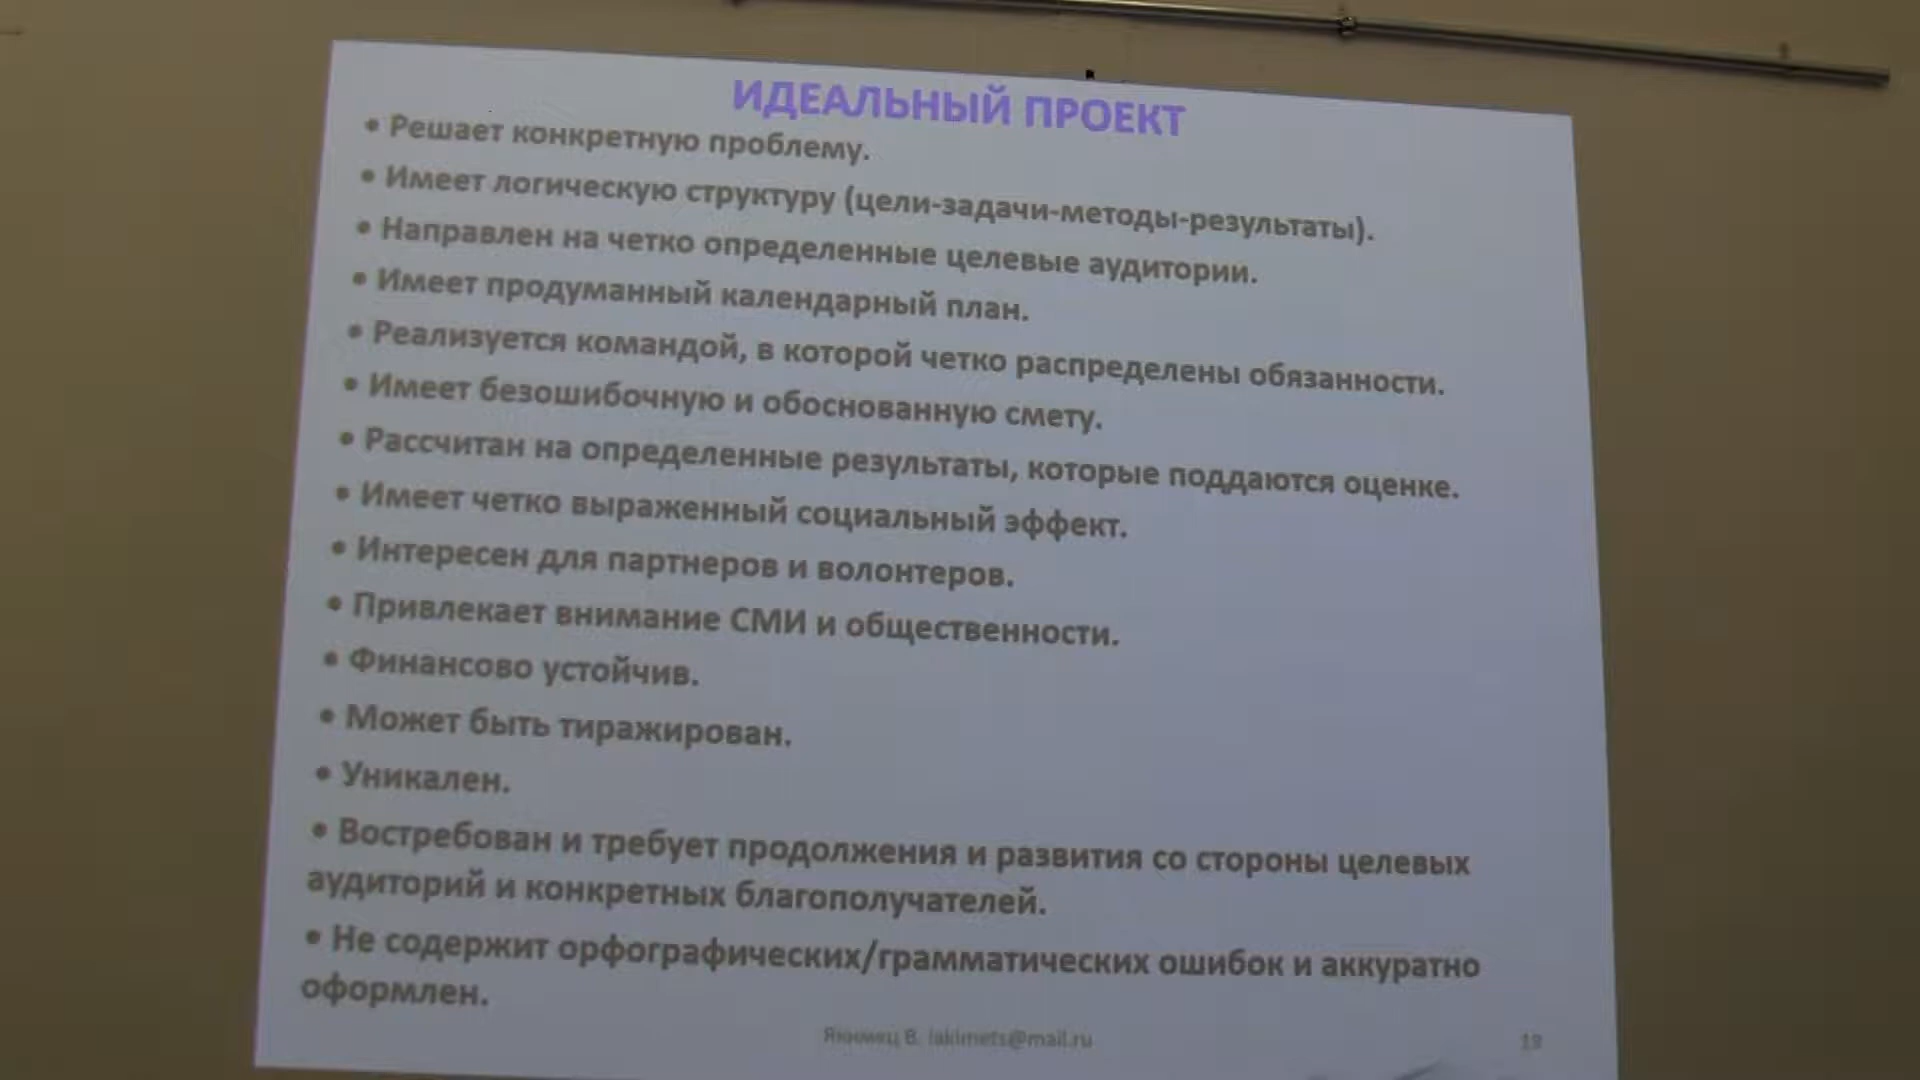 ИДЕАЛЬНЫЙ ПРОЕКТ
• Решает конкретную проблему.
• Имеет логическую структуру (цели-задачи-методы-результаты).
• Направлен на четко определенные целевые аудитории.
• Имеет продуманный календарный план.
• Реализуется командой, в которой четко распределены обязанности.
• Имеет безошибочную и обоснованную смету.
• Рассчитан на определенные результаты, которые поддаются оценке.
• Имеет четко выраженный социальный эффект.
• Интересен для партнеров и волонтеров.
• Привлекает внимание СМИ и общественности.
• Финансово устойчив.
• Может быть тиражирован.
• Уникален.
• Востребован и требует продолжения и развития со стороны целевых
аудиторий и конкретных благополучателей.
• Не содержит орфографических/грамматических ошибок и аккуратно
оформлен.
В. iakimets@mail.ru